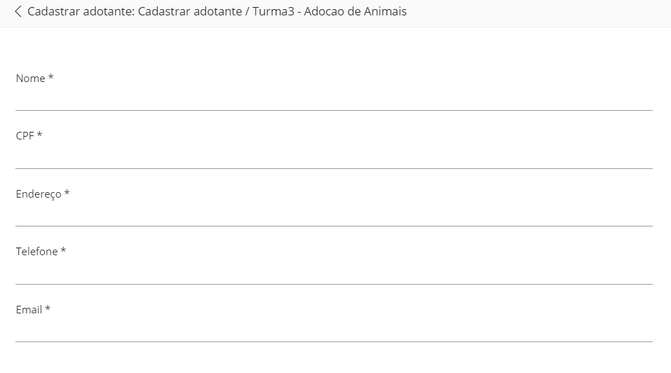 Cadastrar adotante: Cadastrar adotante / Turma3 - Adocao de Animais
Nome *
CPF *
Endereço *
Telefone *
Email *